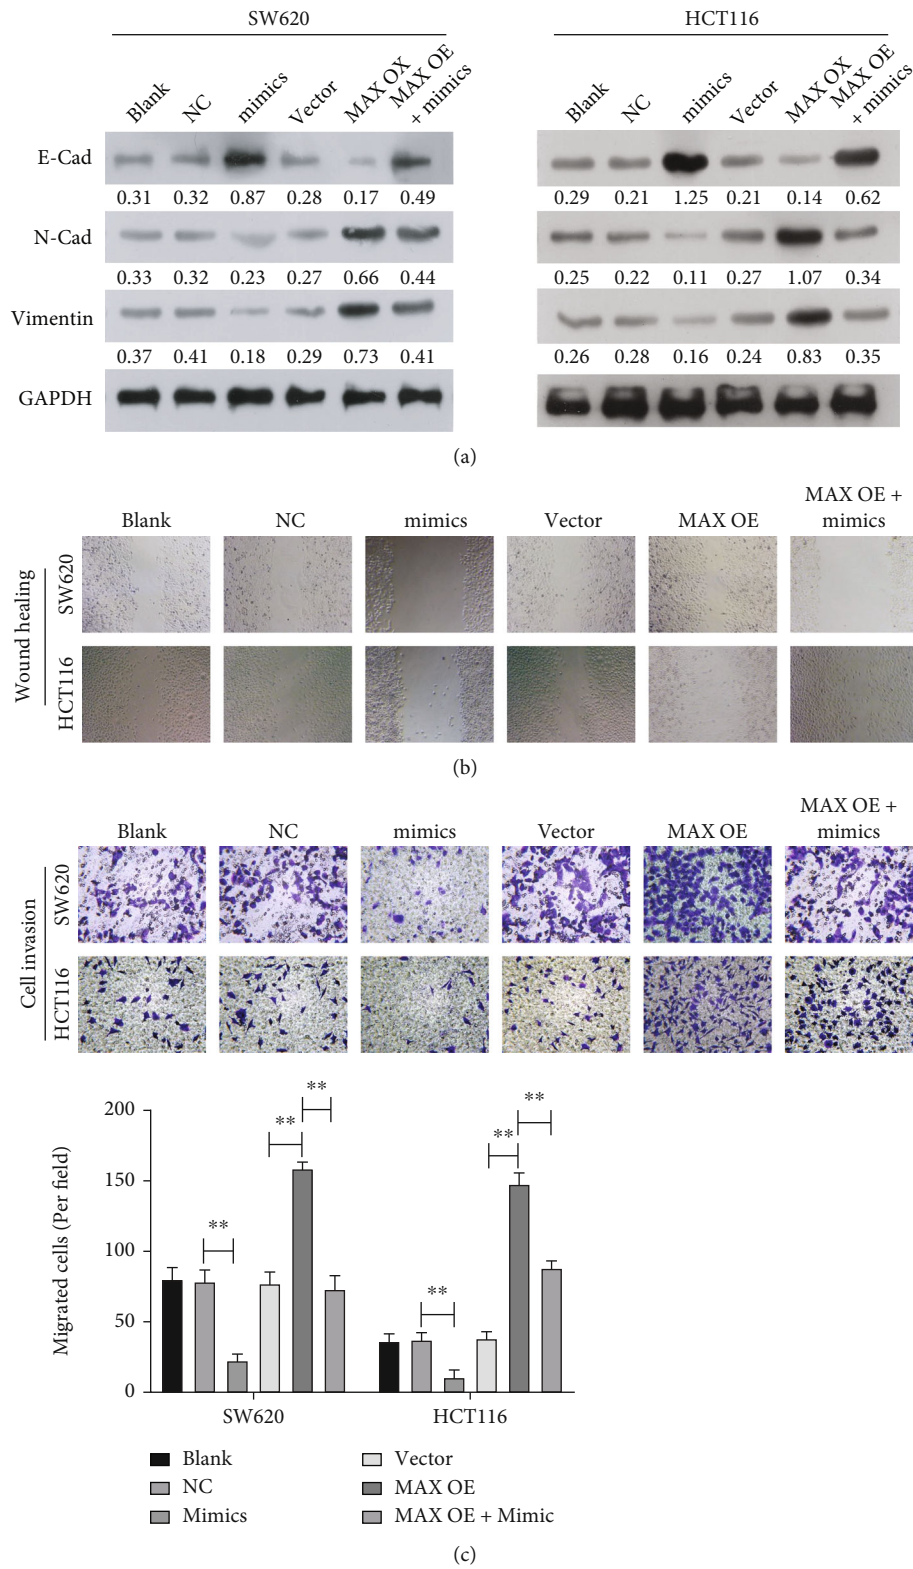 SW620
HCT116
Blank
NC
mimics
Vector
MAX OX
MAX OE
+ mimics
Blank
NC
mimics
Vector
MAX OX
MAX OE
+ mimics
E-Cad
0.31 0.32 0.87 0.28 0.17 0.49
0.29 0.21 1.25 0.21 0.14 0.62
N-Cad
0.33 0.32 0.23 0.27 0.66 0.44
0.25 0.22 0.11 0.27 1.07 0.34
Vimentin
0.37 0.41 0.18 0.29 0.73 0.41
0.26 0.28 0.16 0.24 0.83 0.35
GAPDH
(a)
Blank NC mimics Vector MAX OE MAX OE +
mimics
Wound healing
SW620
HCT116
(b)
Blank NC mimics Vector MAX OE MAX OE +
mimics
Cell invasion
SW620
HCT116
Migrated cells (Per field)
200
150
100
50
0
** ** ** ** ** **
SW620 HCT116
Blank
NC
Mimics
Vector
MAX OE
MAX OE + Mimic
(c)